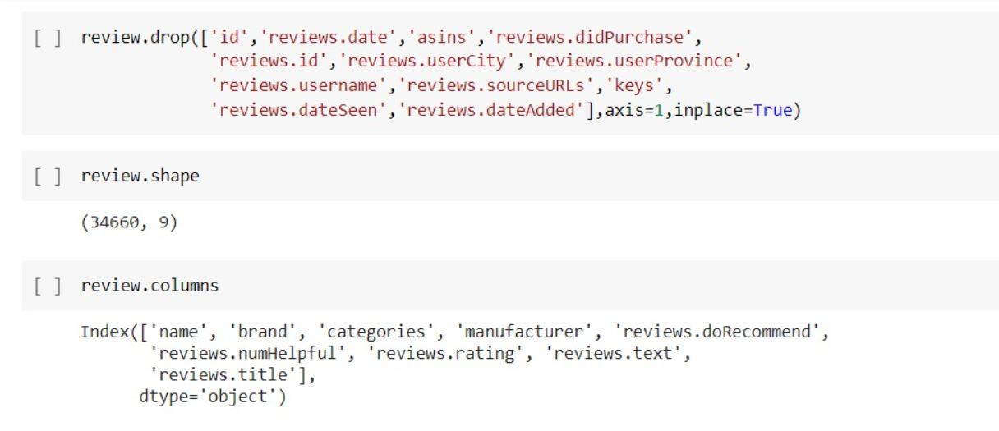 [ ] review.drop(['id','reviews.date','asins','reviews.didPurchase',
'reviews.id','reviews.userCity','reviews.userProvince',
'reviews.username','reviews.sourceURLs','keys',
'reviews.dateSeen','reviews.dateAdded'],axis=1,inplace=True)
[ ] review.shape
(34660, 9)
[ ] review.columns
Index(['name', 'brand', 'categories', 'manufacturer', 'reviews.doRecommend',
'reviews.numHelpful', 'reviews.rating', 'reviews.text',
'reviews.title'],
dtype='object')